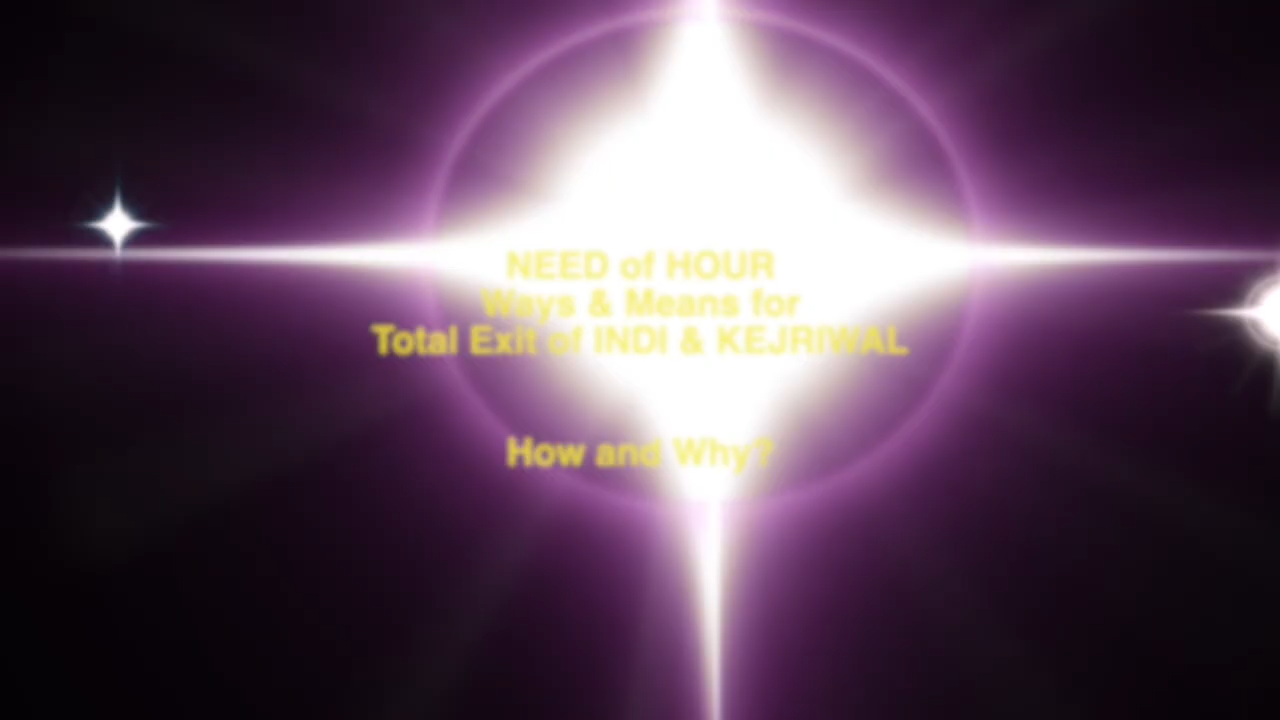 NEED of HOUR
Ways & Means for
Total Exit of INDI & KEJRIWAL
How and Why?